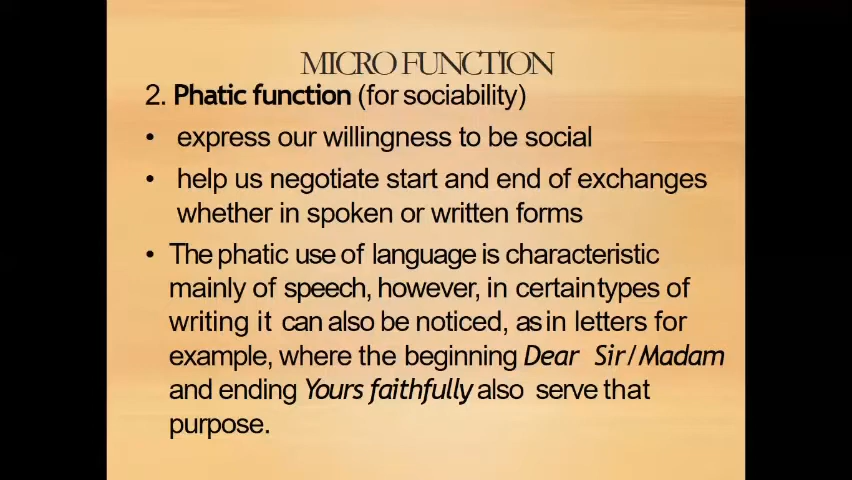 MICRO FUNCTION
2. Phatic function (for sociability)
• express our willingness to be social
• help us negotiate start and end of exchanges
whether in spoken or written forms
• The phatic use of language is characteristic
mainly of speech, however, in certain types of
writing it can also be noticed, as in letters for
example, where the beginning Dear Sir/Madam
and ending Yours faithfully also serve that
purpose.